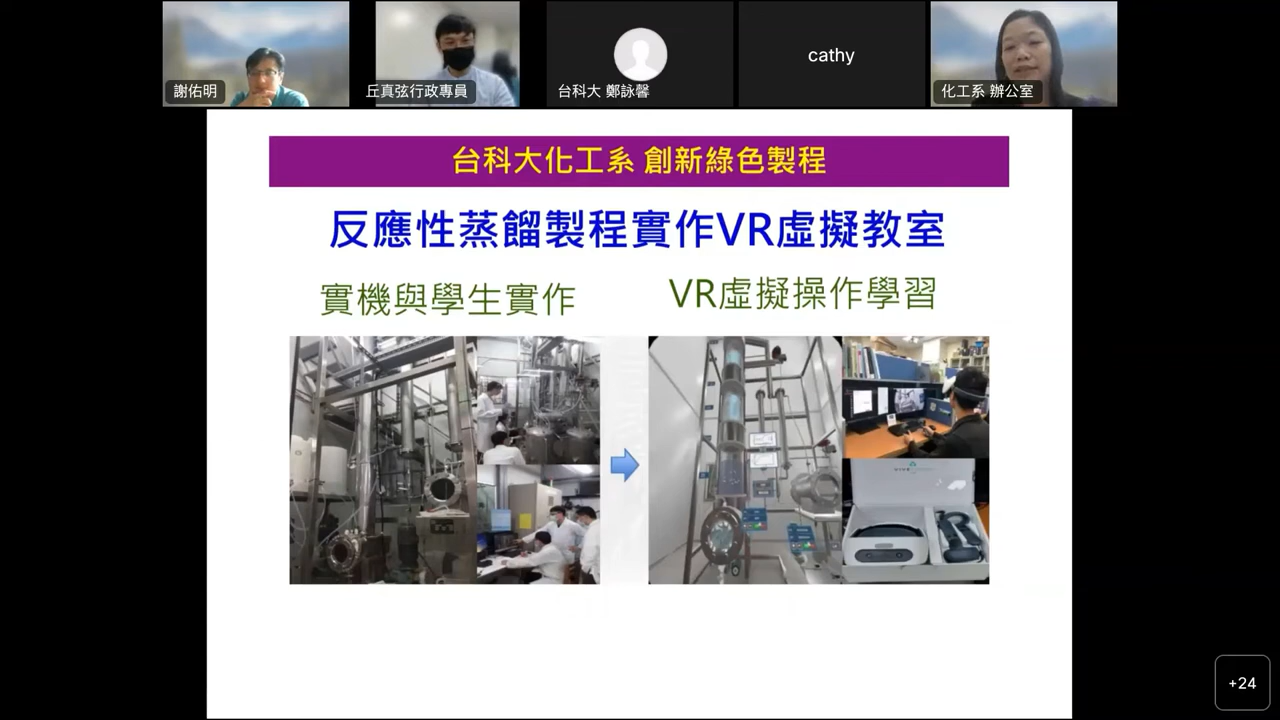 謝佑明
丘真弦行政專員
台科大 鄭詠馨
cathy
化工系 辦公室
台科大化工系 創新綠色製程
反應性蒸餾製程實作VR虛擬教室
實機與學生實作
VR虛擬操作學習
+24